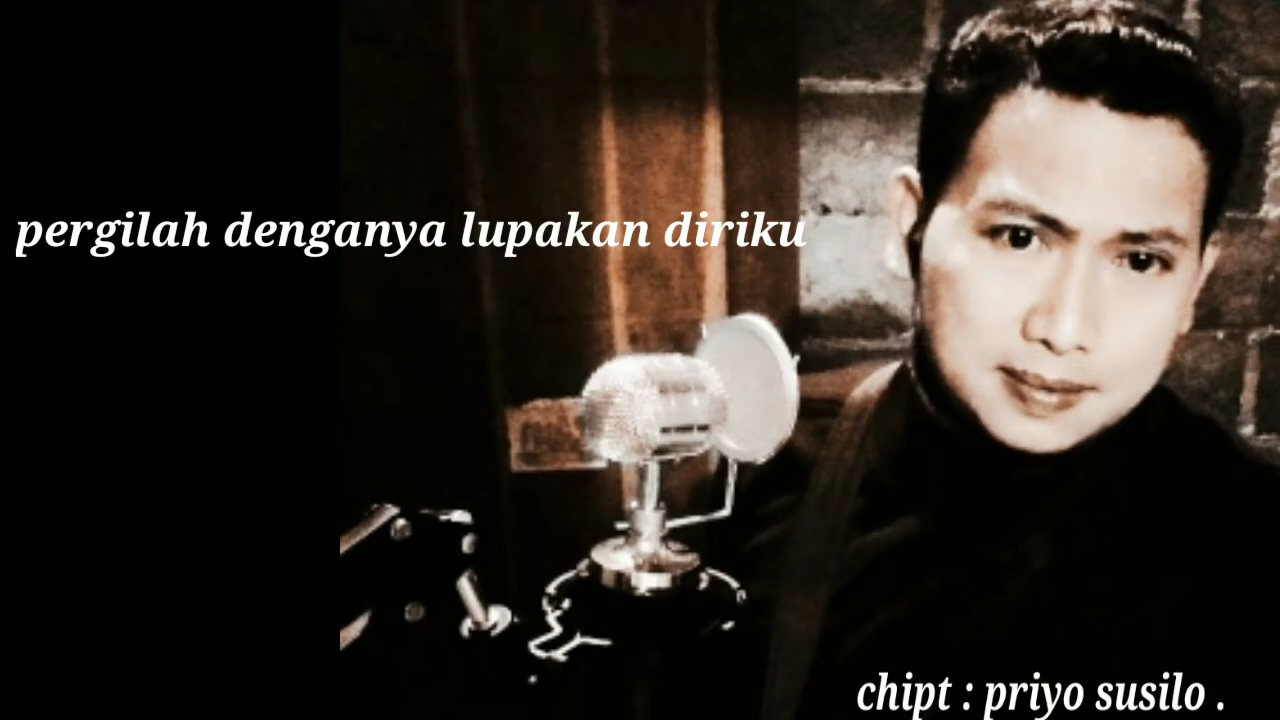 pergilah denganya lupakan diriku
chipt : priyo susilo .